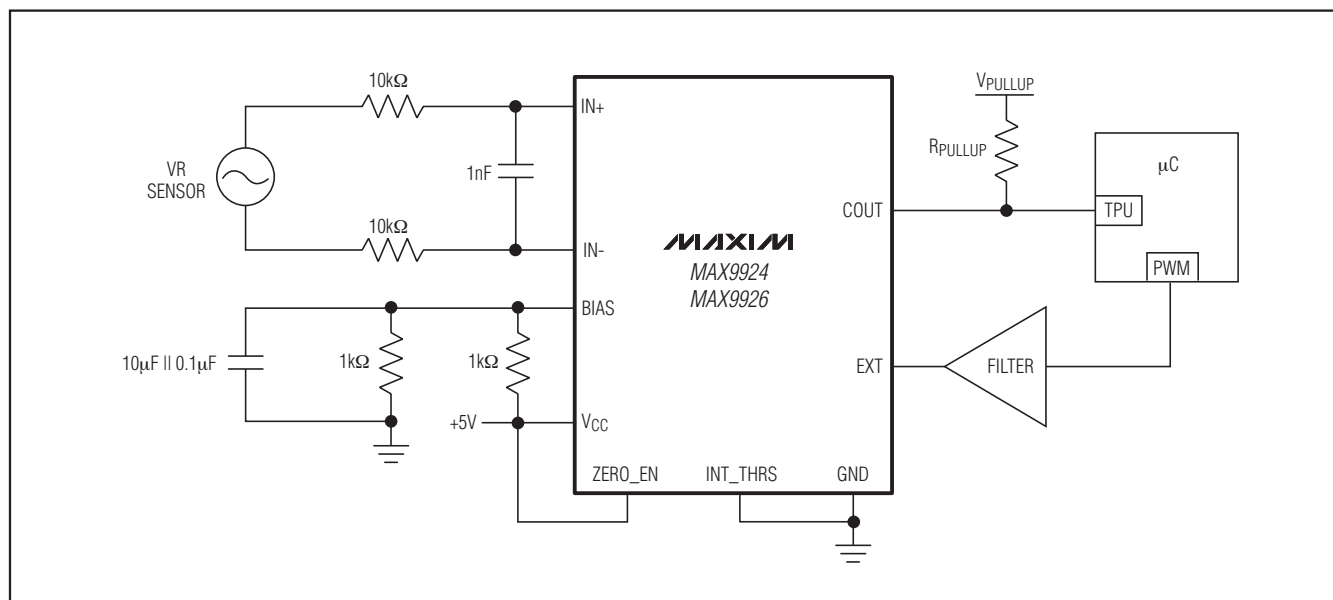 10kΩ
VR
SENSOR
1nF
10kΩ
10μF II 0.1μF
1kΩ
1kΩ
+5V
IN+
IN-
BIAS
VCC
ZERO_EN
INT_THRS
GND
MAXIM
MAX9924
MAX9926
COUT
EXT
VPULLUP
RPULLUP
μC
TPU
PWM
FILTER